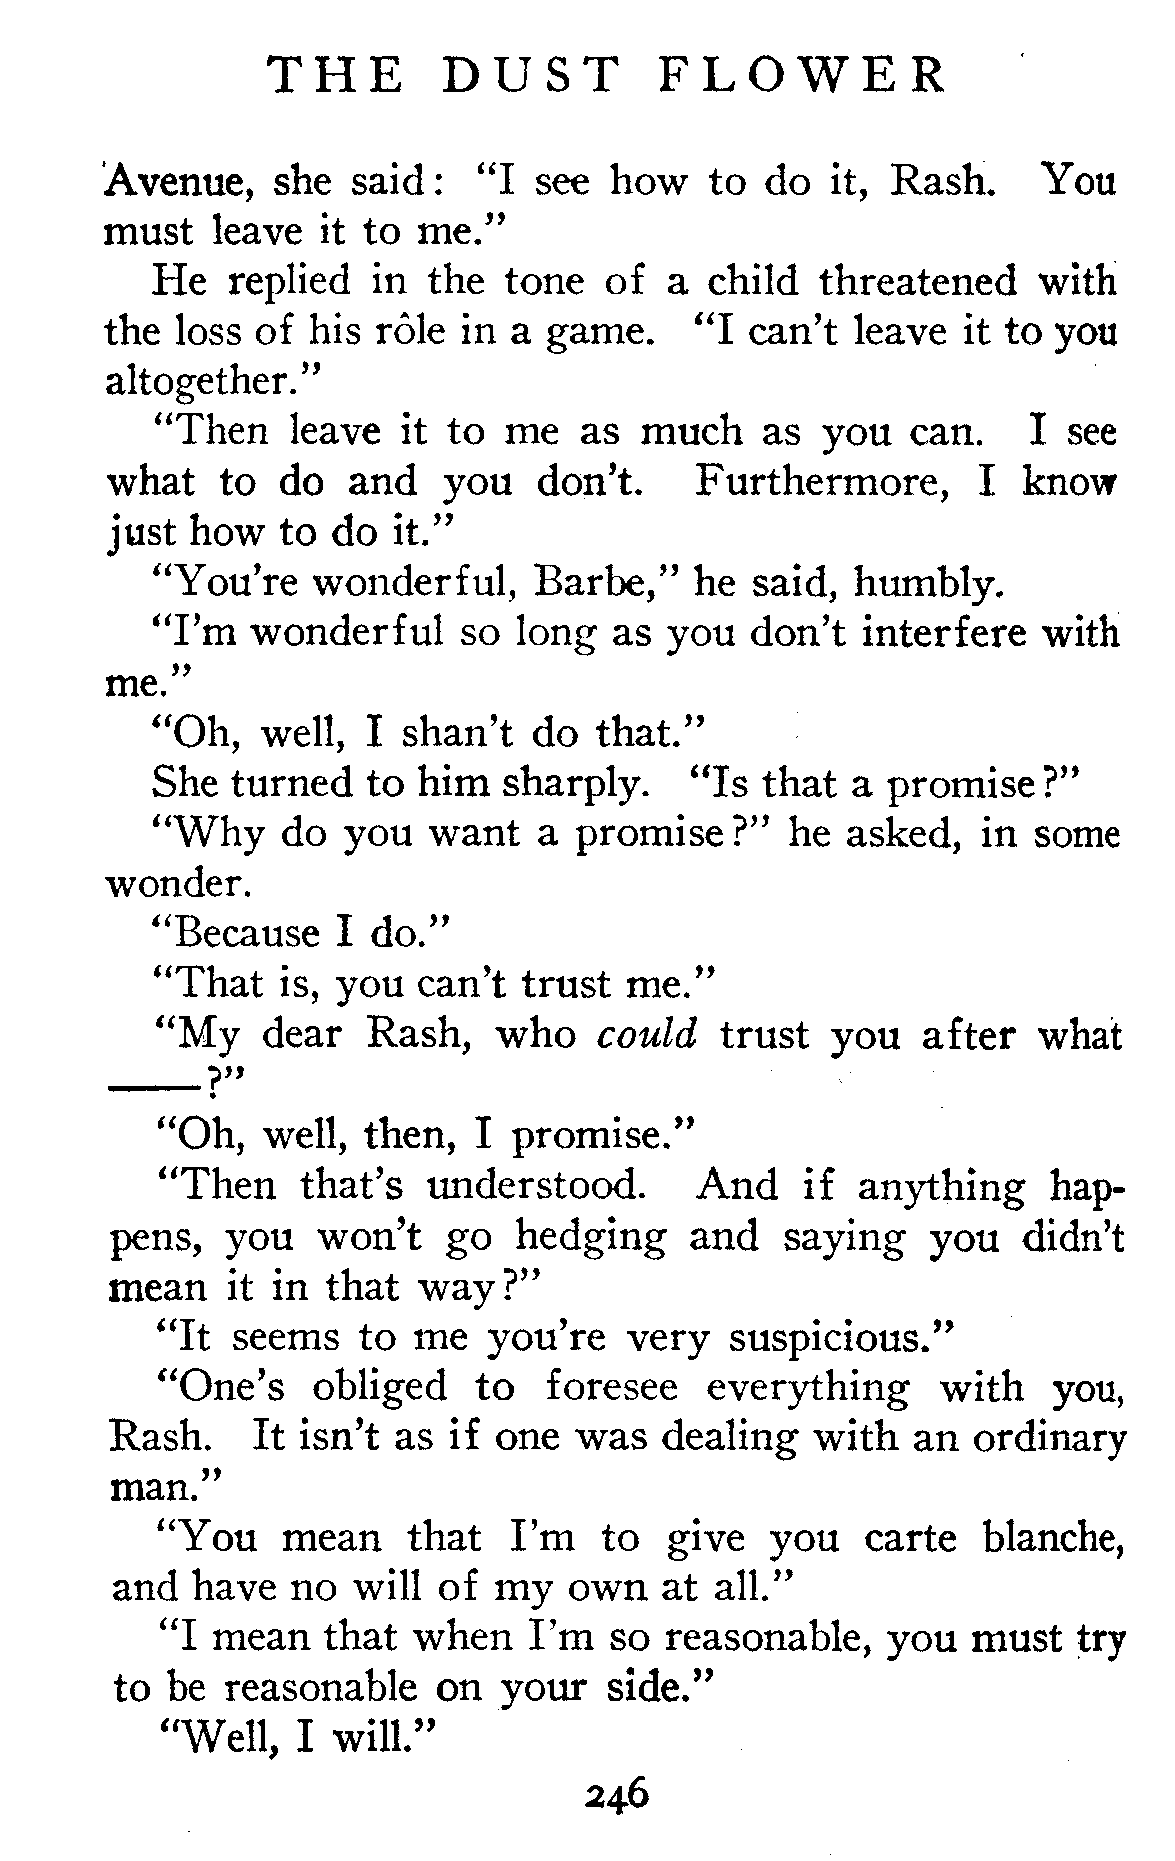 THE DUST FLOWER
Avenue, she said: "I see how to do it, Rash. You
must leave it to me."
He replied in the tone of a child threatened with
the loss of his rôle in a game. "I can't leave it to you
altogether."
"Then leave it to me as much as you can. I see
what to do and you don't. Furthermore, I know
just how to do it."
"You're wonderful, Barbe," he said, humbly.
"I'm wonderful so long as you don't interfere with
me."
"Oh, well, I shan't do that."
She turned to him sharply. "Is that a promise?"
"Why do you want a promise?" he asked, in some
wonder.
"Because I do."
"That is, you can't trust me."
"My dear Rash, who could trust you after what
——?"
"Oh, well, then, I promise."
"Then that's understood. And if anything hap-
pens, you won't go hedging and saying you didn't
mean it in that way?"
"It seems to me you're very suspicious."
"One's obliged to foresee everything with you,
Rash. It isn't as if one was dealing with an ordinary
man."
"You mean that I'm to give you carte blanche,
and have no will of my own at all."
"I mean that when I'm so reasonable, you must try
to be reasonable on your side."
"Well, I will."
246